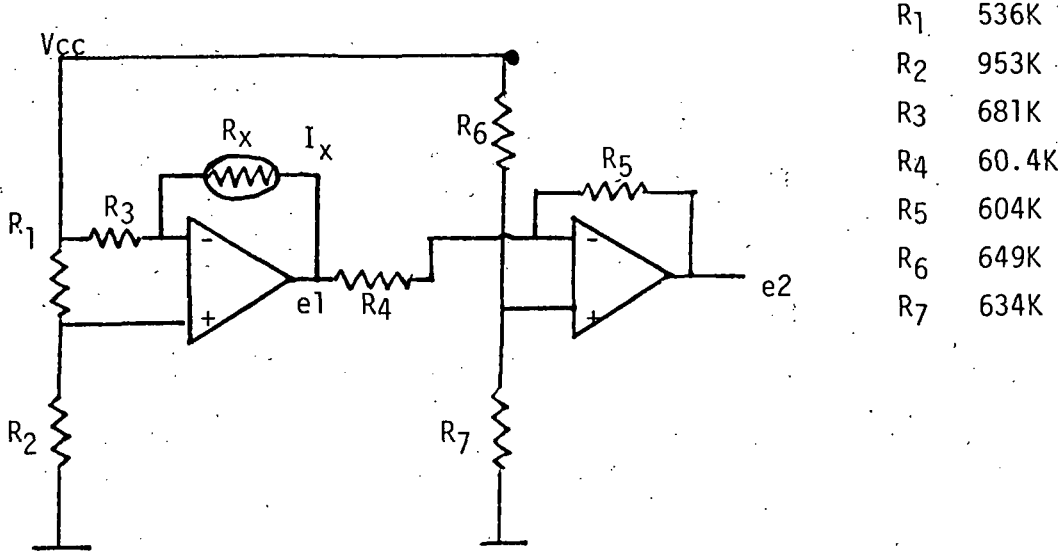 Vcc
Rx Ix
R6
R5
R3
R1
-
-
+
e1
R4
+
e2
R2
R7
R1 536K
R2 953K
R3 681K
R4 60.4K
R5 604K
R6 649K
R7 634K